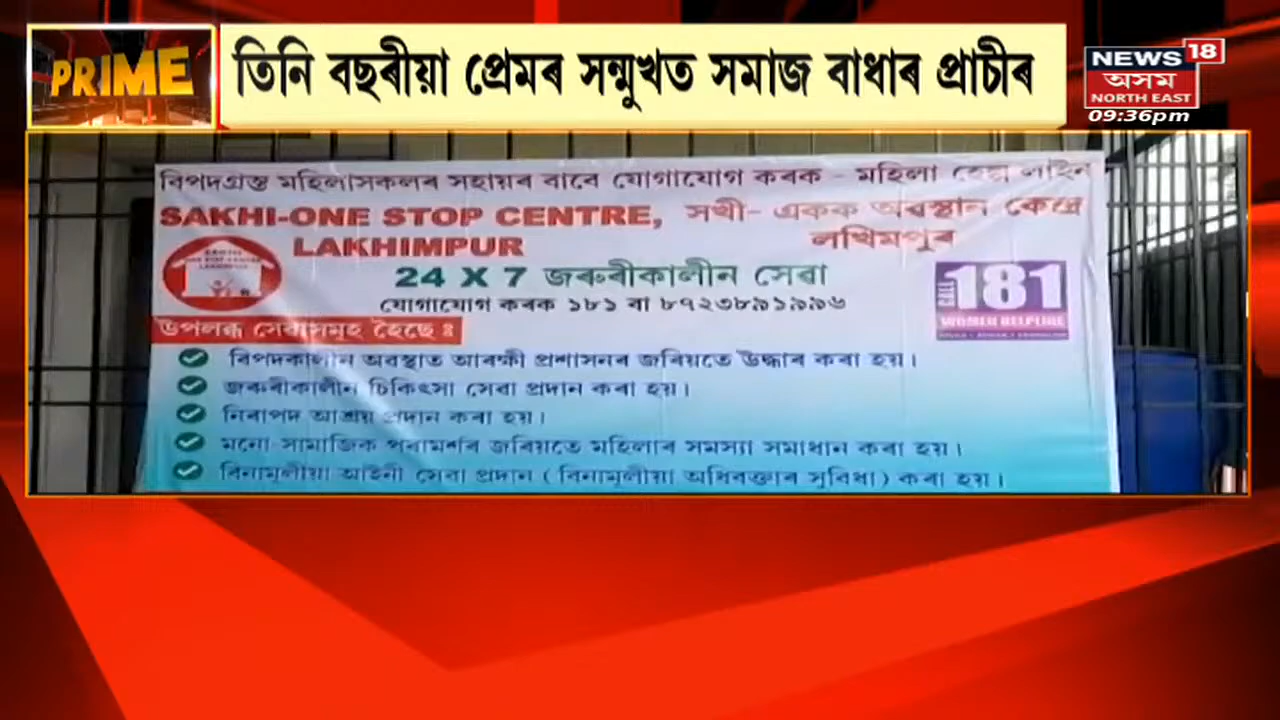 PRIME
তিনি বছৰীয়া প্ৰেমৰ সন্মুখত সমাজ বাধাৰ প্ৰাচীৰ
NEWS 18
অসম
NORTH EAST
09:36pm
বিপদগ্ৰস্ত মহিলাসকলৰ সহায়ৰ বাবে যোগাযোগ কৰক - মহিলা হেল্প লাইন
SAKHI-ONE STOP CENTRE, সখী- একক অৱস্থান কেন্দ্ৰ
LAKHIMPUR লখিমপুৰ
24 X 7 জৰুৰীকালীন সেৱা
যোগাযোগ কৰক ১৮১ বা ৮৭২৩৮৯১৯৯৬
CALL 181
WOMEN HELPLINE
উপলব্ধ সেৱাসমূহ হৈছে ঃ
বিপদকালীন অৱস্থাত আৰক্ষী প্ৰশাসনৰ জৰিয়তে উদ্ধাৰ কৰা হয়।
জৰুৰীকালীন চিকিৎসা সেৱা প্ৰদান কৰা হয়।
নিৰাপদ আশ্ৰয় প্ৰদান কৰা হয়।
মনো সামাজিক পৰামৰ্শৰ জৰিয়তে মহিলাৰ সমস্যা সমাধান কৰা হয়।
বিনামূলীয়া আইনী সেৱা প্ৰদান (বিনামূলীয়া অধিবক্তাৰ সুবিধা) কৰা হয়।